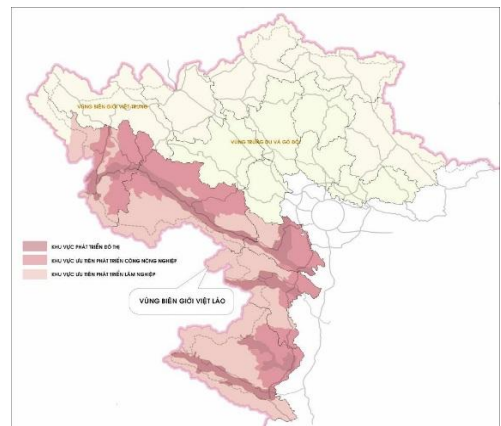 VÙNG BIÊN GIỚI VIỆT-TRUNG
VÙNG TRUNG DU VÀ GÒ ĐỒI
KHU VỰC PHÁT TRIỂN ĐÔ THỊ
KHU VỰC ƯU TIÊN PHÁT TRIỂN CÔNG NÔNG NGHIỆP
KHU VỰC ƯU TIÊN PHÁT TRIỂN LÂM NGHIỆP
VÙNG BIÊN GIỚI VIỆT LÀO